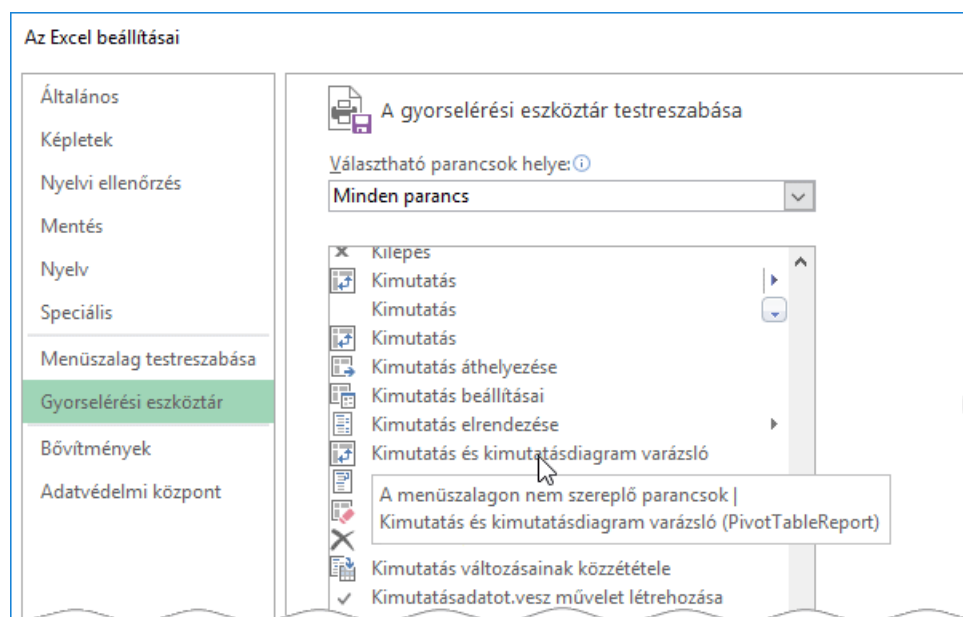 Az Excel beállításai
Általános
Képletek
Nyelvi ellenőrzés
Mentés
Nyelv
Speciális
Menüszalag testreszabása
Gyorselérési eszköztár
Bővítmények
Adatvédelmi központ
A gyorselérési eszköztár testreszabása
Választható parancsok helye:
Minden parancs
Kilépés
Kimutatás
Kimutatás
Kimutatás
Kimutatás áthelyezése
Kimutatás beállításai
Kimutatás elrendezése
Kimutatás és kimutatásdiagram varázsló
A menüszalagon nem szereplő parancsok |
Kimutatás és kimutatásdiagram varázsló (PivotTableReport)
Kimutatás változásainak közzététele
Kimutatásadatot.vesz művelet létrehozása